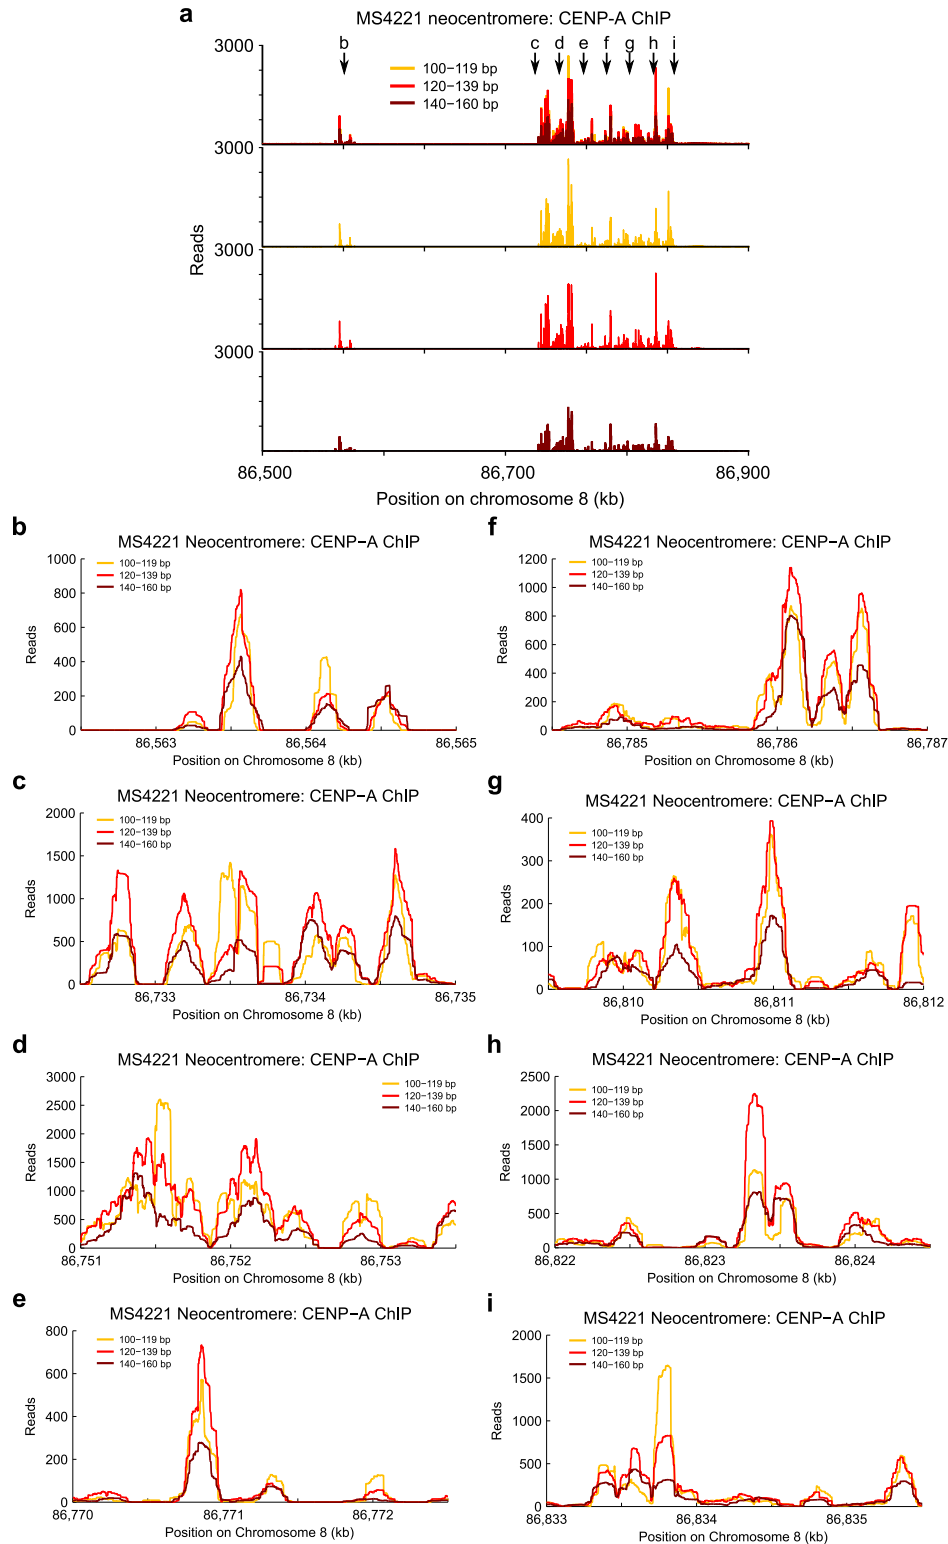 a
MS4221 neocentromere: CENP-A ChIP
b c d e f g h i
3000
100−119 bp
120−139 bp
140−160 bp
3000
3000
3000
Reads
86,500 86,700 86,900
Position on chromosome 8 (kb)
b
MS4221 Neocentromere: CENP−A ChIP
100−119 bp
120−139 bp
140−160 bp
1000
800
600
400
200
0
Reads
86,563 86,564 86,565
Position on Chromosome 8 (kb)
f
MS4221 Neocentromere: CENP−A ChIP
100−119 bp
120−139 bp
140−160 bp
1200
1000
800
600
400
200
0
Reads
86,785 86,786 86,787
Position on Chromosome 8 (kb)
c
MS4221 Neocentromere: CENP−A ChIP
100−119 bp
120−139 bp
140−160 bp
2000
1500
1000
500
0
Reads
86,733 86,734 86,735
Position on Chromosome 8 (kb)
g
MS4221 Neocentromere: CENP−A ChIP
100−119 bp
120−139 bp
140−160 bp
400
300
200
100
0
Reads
86,810 86,811 86,812
Position on Chromosome 8 (kb)
d
MS4221 Neocentromere: CENP−A ChIP
100−119 bp
120−139 bp
140−160 bp
3000
2500
2000
1500
1000
500
0
Reads
86,751 86,752 86,753
Position on Chromosome 8 (kb)
h
MS4221 Neocentromere: CENP−A ChIP
100−119 bp
120−139 bp
140−160 bp
2500
2000
1500
1000
500
0
Reads
86,822 86,823 86,824
Position on Chromosome 8 (kb)
e
MS4221 Neocentromere: CENP−A ChIP
100−119 bp
120−139 bp
140−160 bp
800
600
400
200
0
Reads
86,770 86,771 86,772
Position on Chromosome 8 (kb)
i
MS4221 Neocentromere: CENP−A ChIP
100−119 bp
120−139 bp
140−160 bp
2000
1500
1000
500
0
Reads
86,833 86,834 86,835
Position on Chromosome 8 (kb)